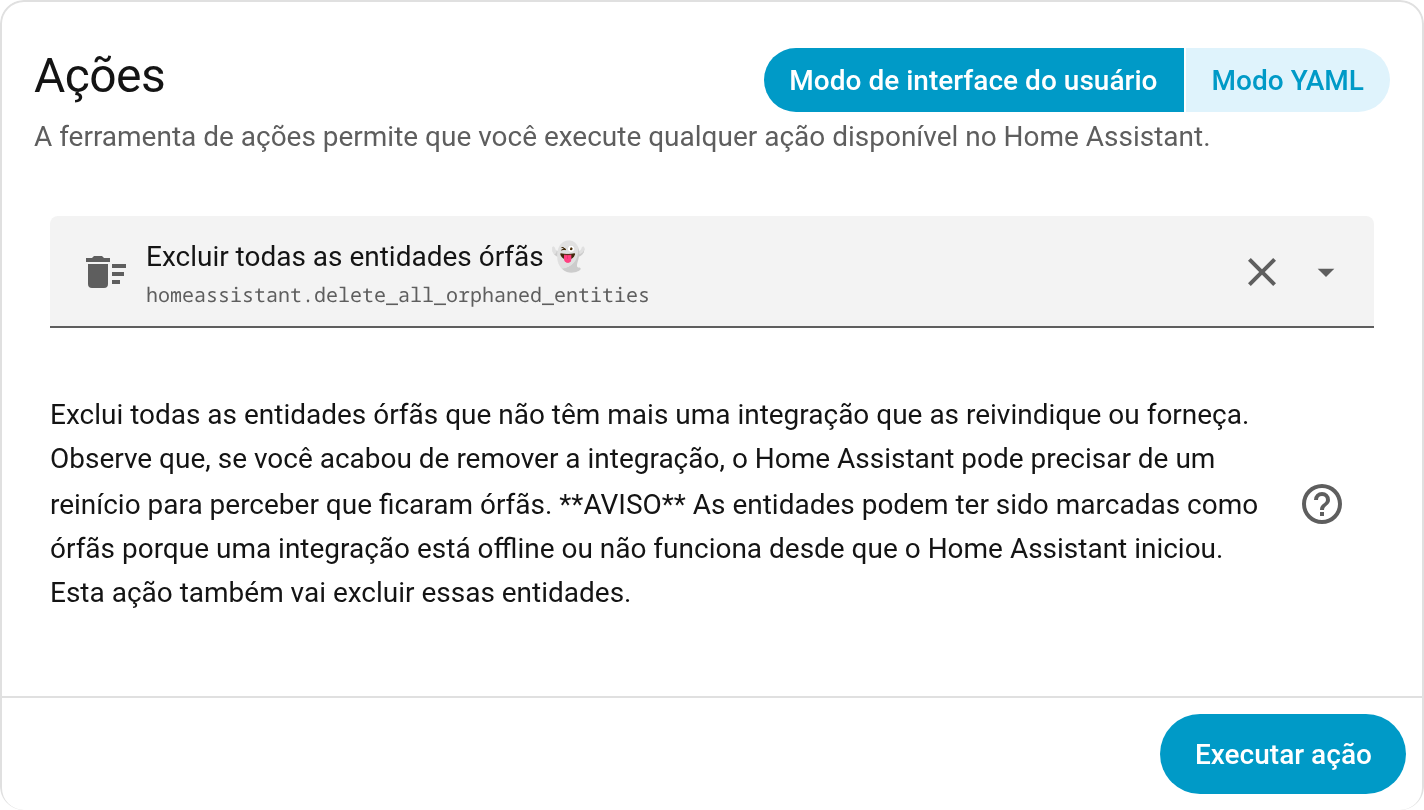 Ações
Modo de interface do usuário
Modo YAML
A ferramenta de ações permite que você execute qualquer ação disponível no Home Assistant.
Excluir todas as entidades órfãs 👻
homeassistant.delete_all_orphaned_entities
Exclui todas as entidades órfãs que não têm mais uma integração que as reivindique ou forneça.
Observe que, se você acabou de remover a integração, o Home Assistant pode precisar de um
reinício para perceber que ficaram órfãs. **AVISO** As entidades podem ter sido marcadas como
órfãs porque uma integração está offline ou não funciona desde que o Home Assistant iniciou.
Esta ação também vai excluir essas entidades.
Executar ação